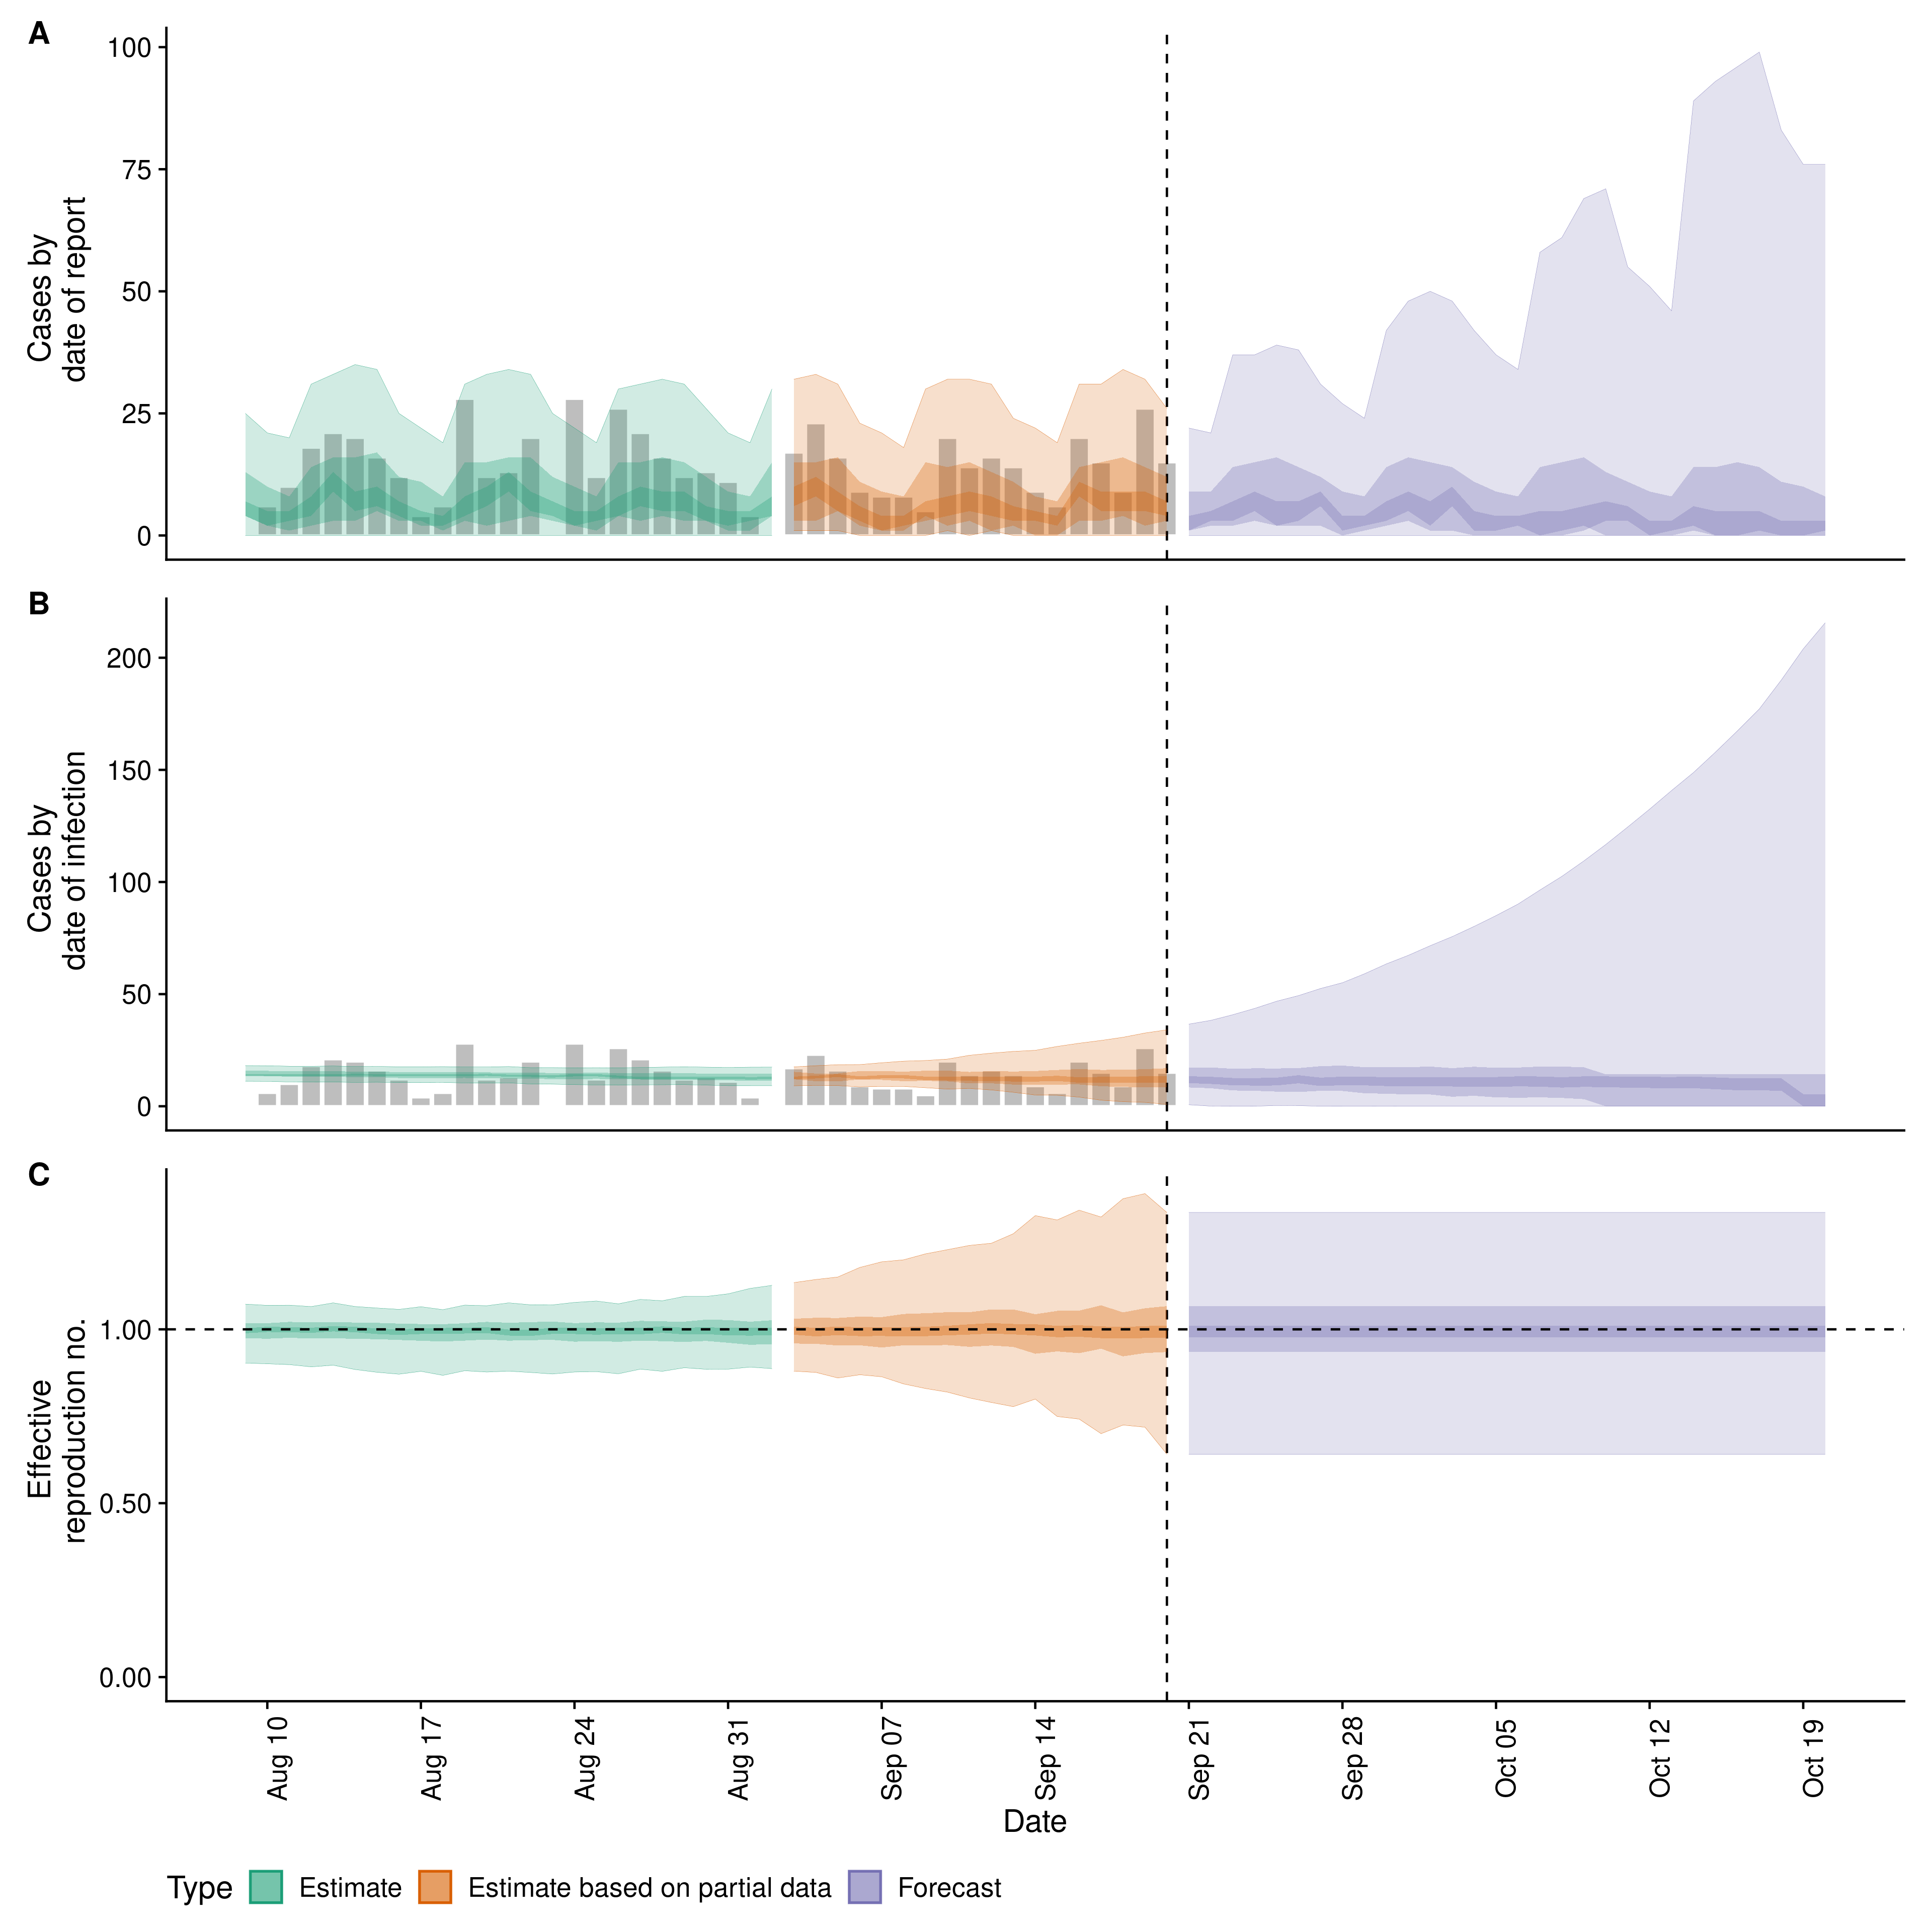 A
Cases by
date of report
100
75
50
25
0
B
Cases by
date of infection
200
150
100
50
0
C
Effective
reproduction no.
1.00
0.50
0.00
Aug 10
Aug 17
Aug 24
Aug 31
Sep 07
Sep 14
Sep 21
Sep 28
Oct 05
Oct 12
Oct 19
Date
Type Estimate Estimate based on partial data Forecast